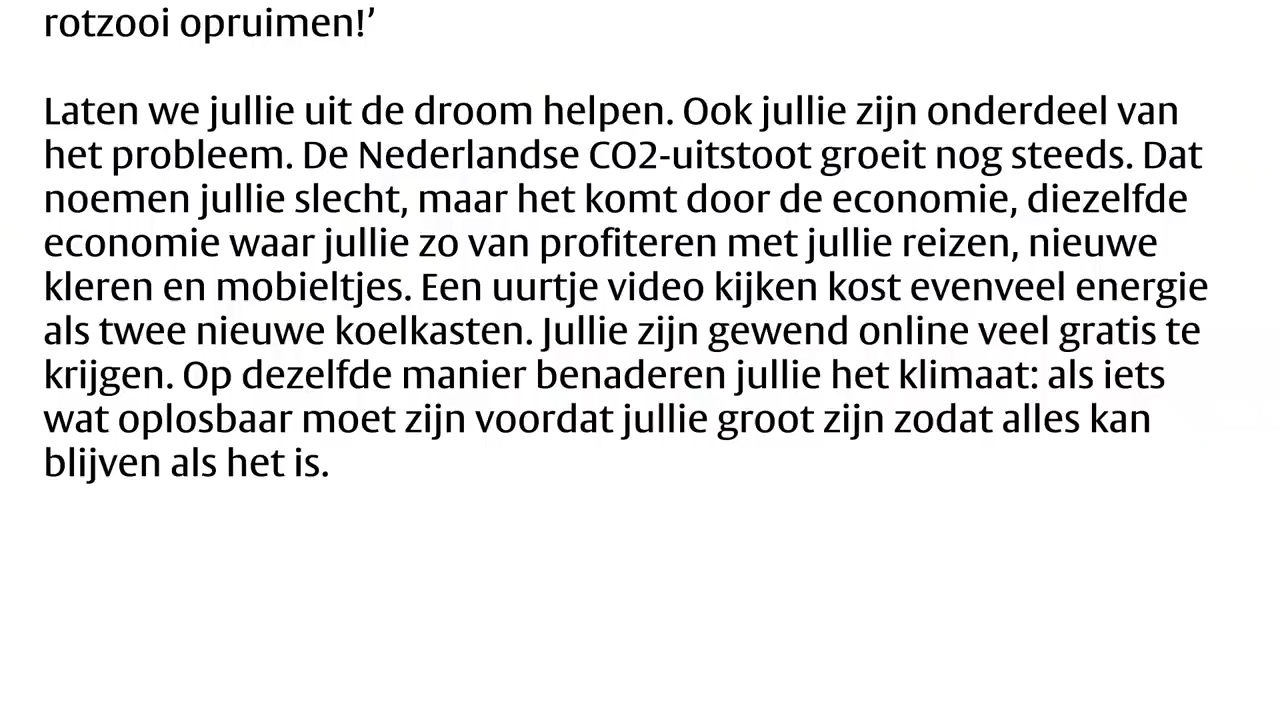 rotzooi opruimen!’
Laten we jullie uit de droom helpen. Ook jullie zijn onderdeel van
het probleem. De Nederlandse CO2-uitstoot groeit nog steeds. Dat
noemen jullie slecht, maar het komt door de economie, diezelfde
economie waar jullie zo van profiteren met jullie reizen, nieuwe
kleren en mobieltjes. Een uurtje video kijken kost evenveel energie
als twee nieuwe koelkasten. Jullie zijn gewend online veel gratis te
krijgen. Op dezelfde manier benaderen jullie het klimaat: als iets
wat oplosbaar moet zijn voordat jullie groot zijn zodat alles kan
blijven als het is.